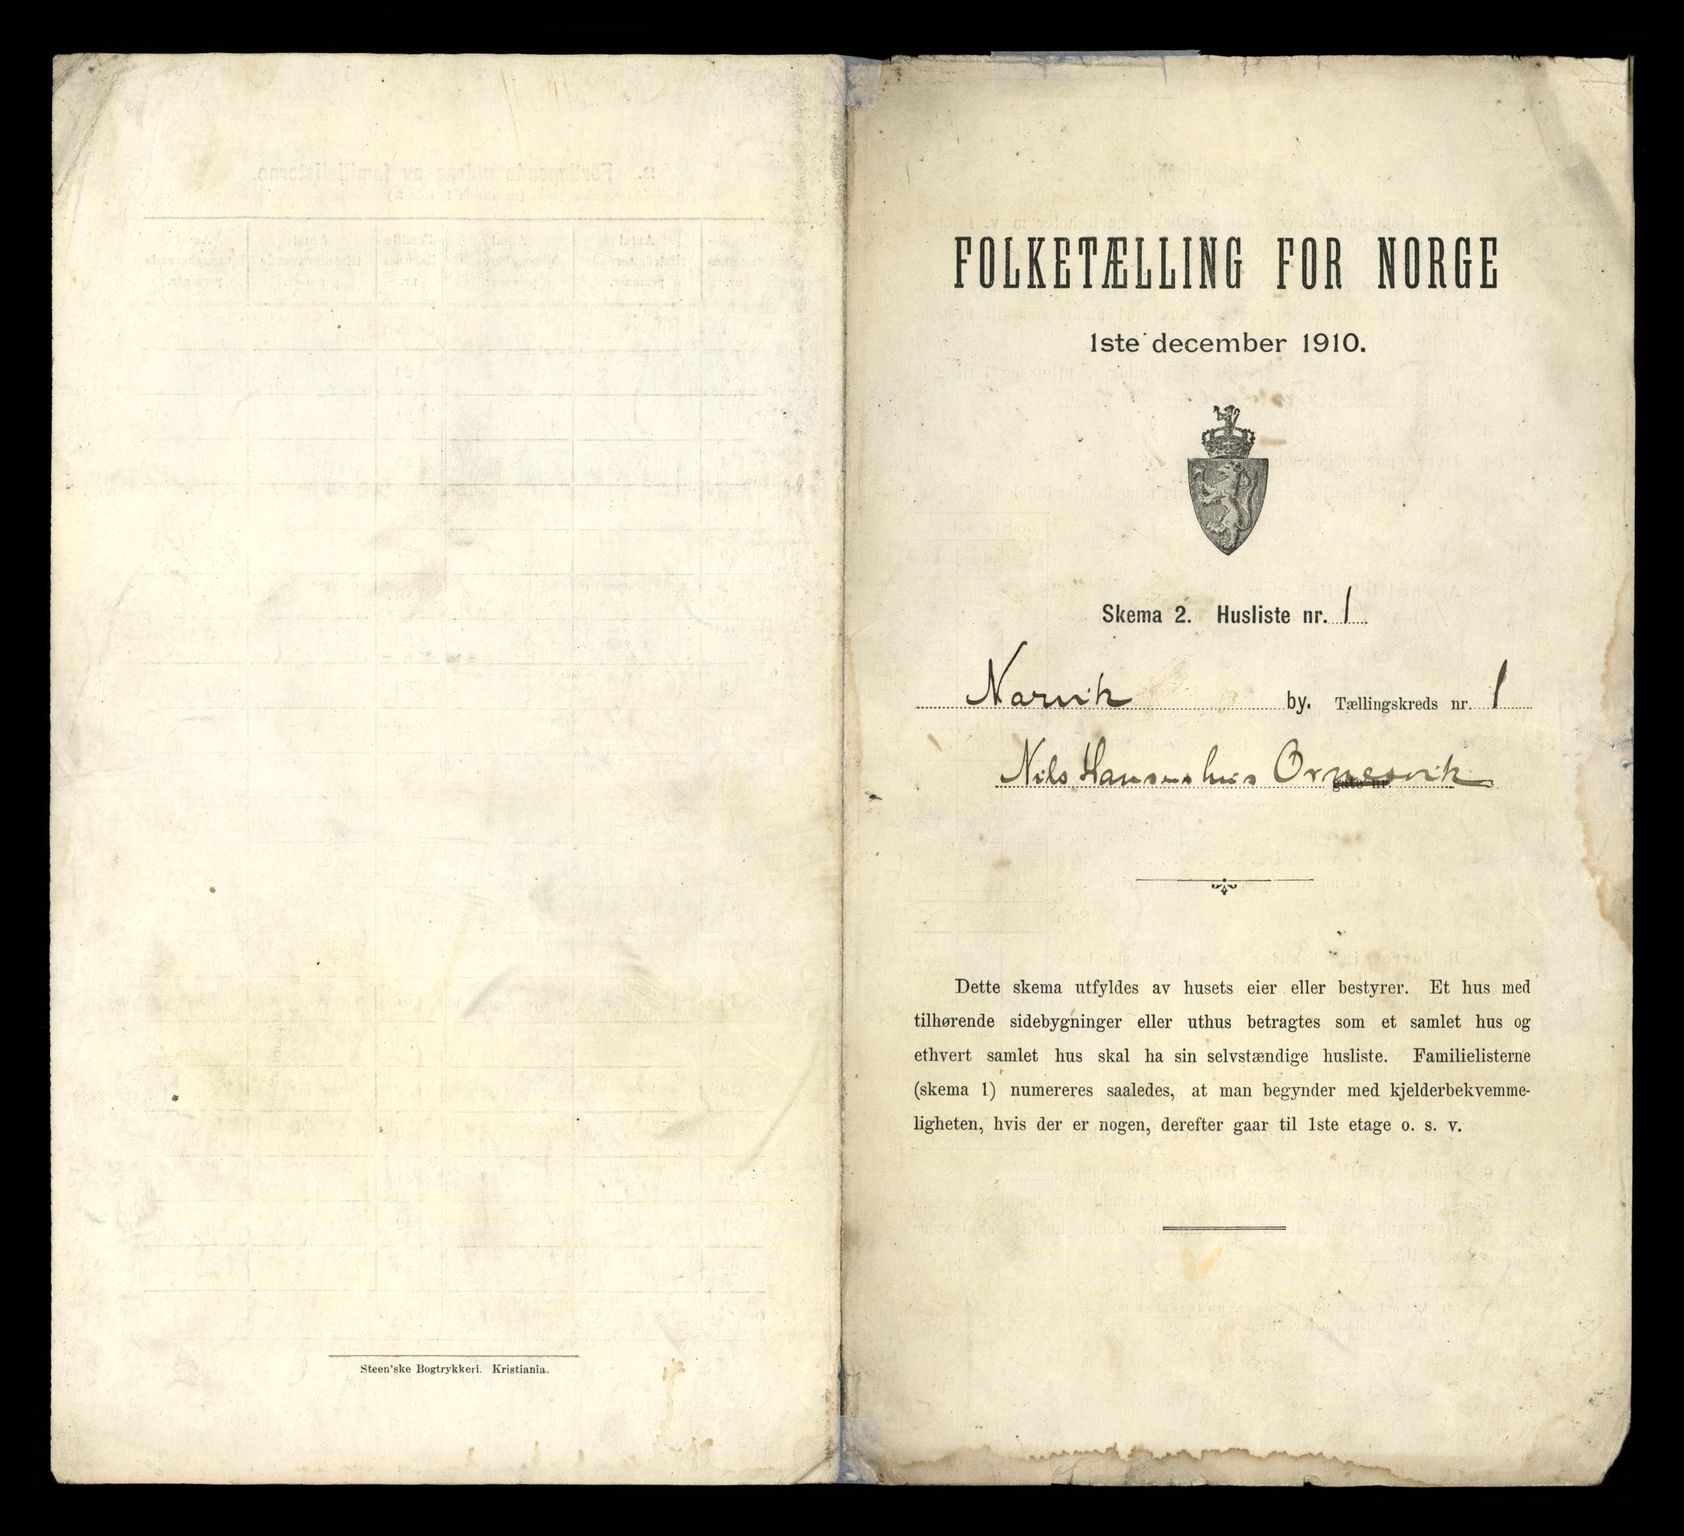 Steen'ske Bogtrykkeri. Kristiania.
FOLKETÆLLING FOR NORGE
1ste december 1910.
Skema 2. Husliste nr. 1
Narvik by. Tællingskreds nr. 1
Nils Hansens hus Ornesvik gate nr.
Dette skema utfyldes av husets eier eller bestyrer. Et hus med
tilhørende sidebygninger eller uthus betragtes som et samlet hus og
ethvert samlet hus skal ha sin selvstændige husliste. Familielisterne
(skema 1) numereres saaledes, at man begynder med kjelderbekvemme-
ligheten, hvis der er nogen, derefter gaar til 1ste etage o. s. v.